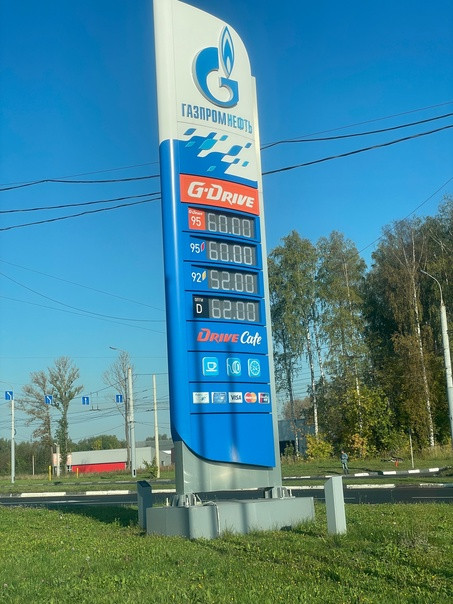 ГАЗПРОМНЕФТЬ
G-DRIVE
95 60.00
95 60.00
92 52.00
D 62.00
DRIVE Cafe
VISA